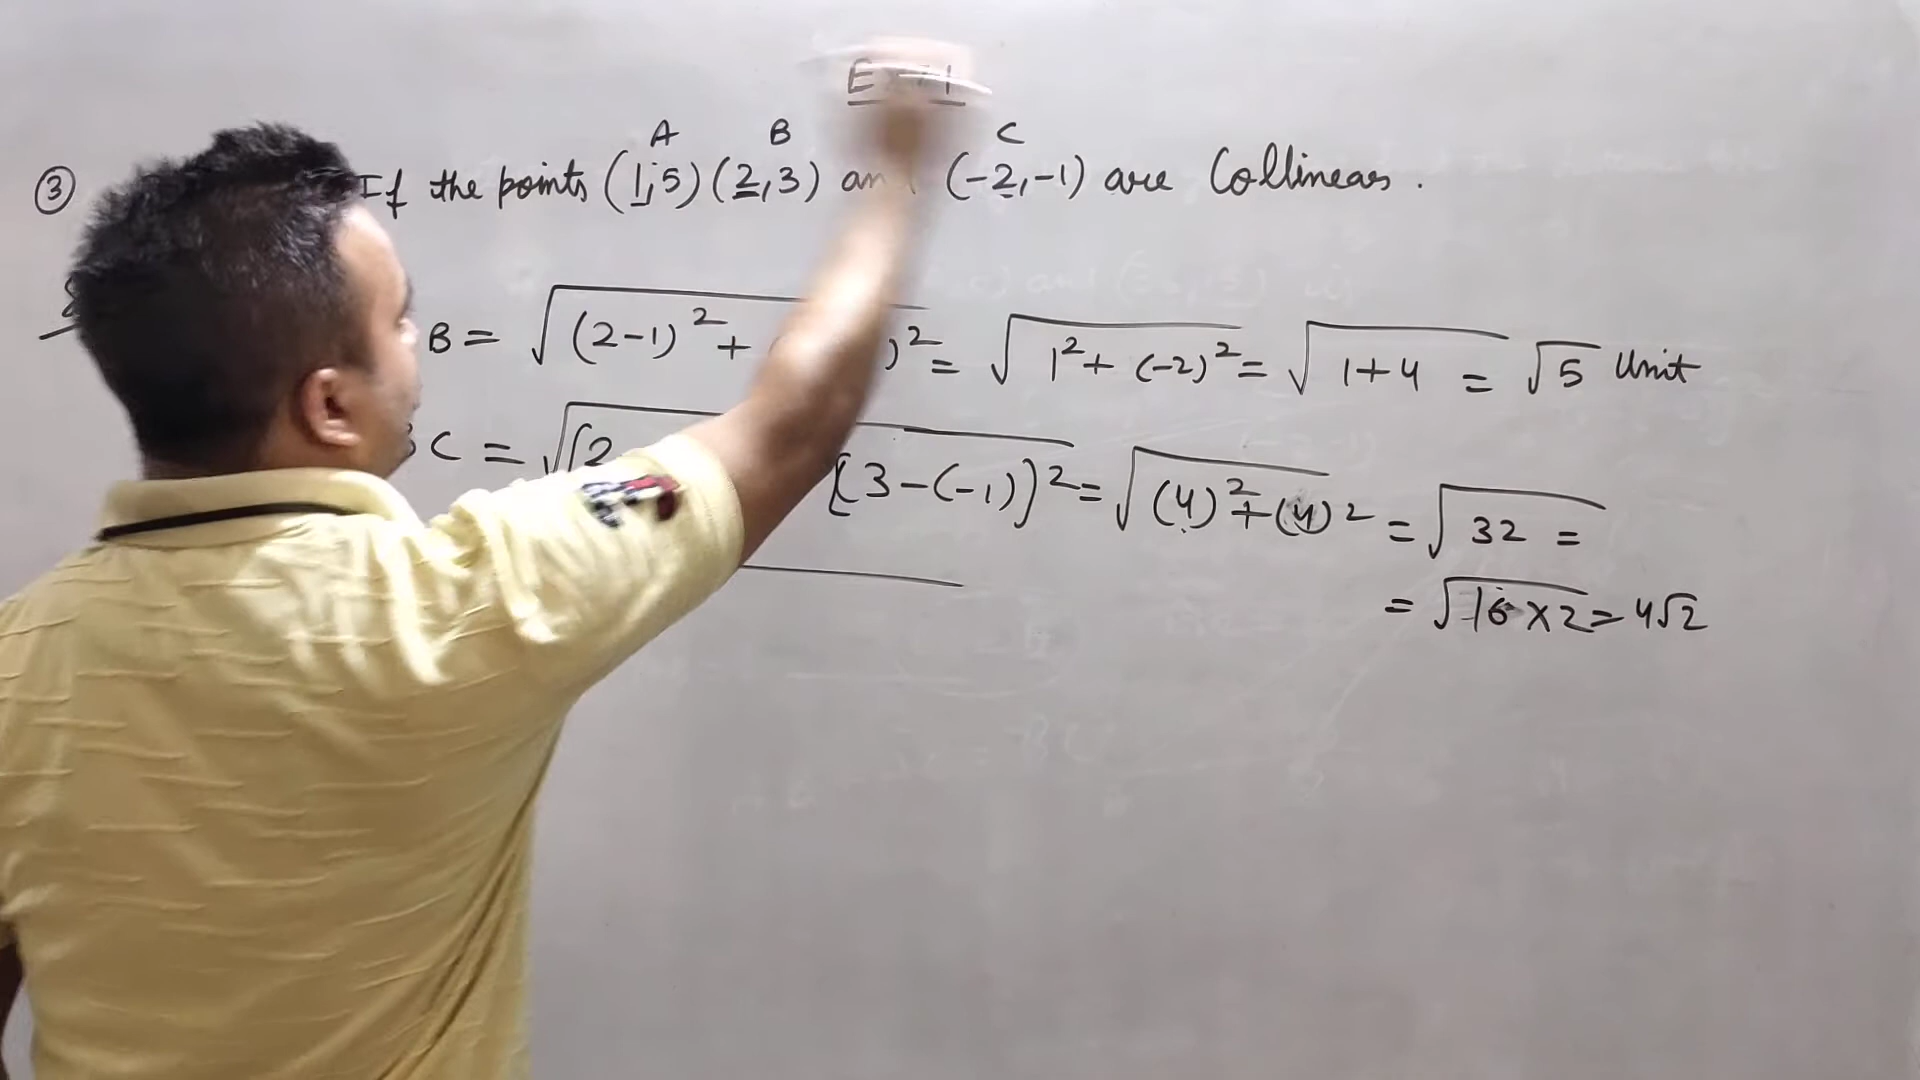 A B C
③ If the points (1,5) (2,3) (-2,-1) are Collinear.
B = √(2-1)² + )² = √1² + (-2)² = √1+4 = √5 Unit
C = √(2 [3-(-1)]² = √(4)² + (4)² = √32 =
= √16×2 = 4√2